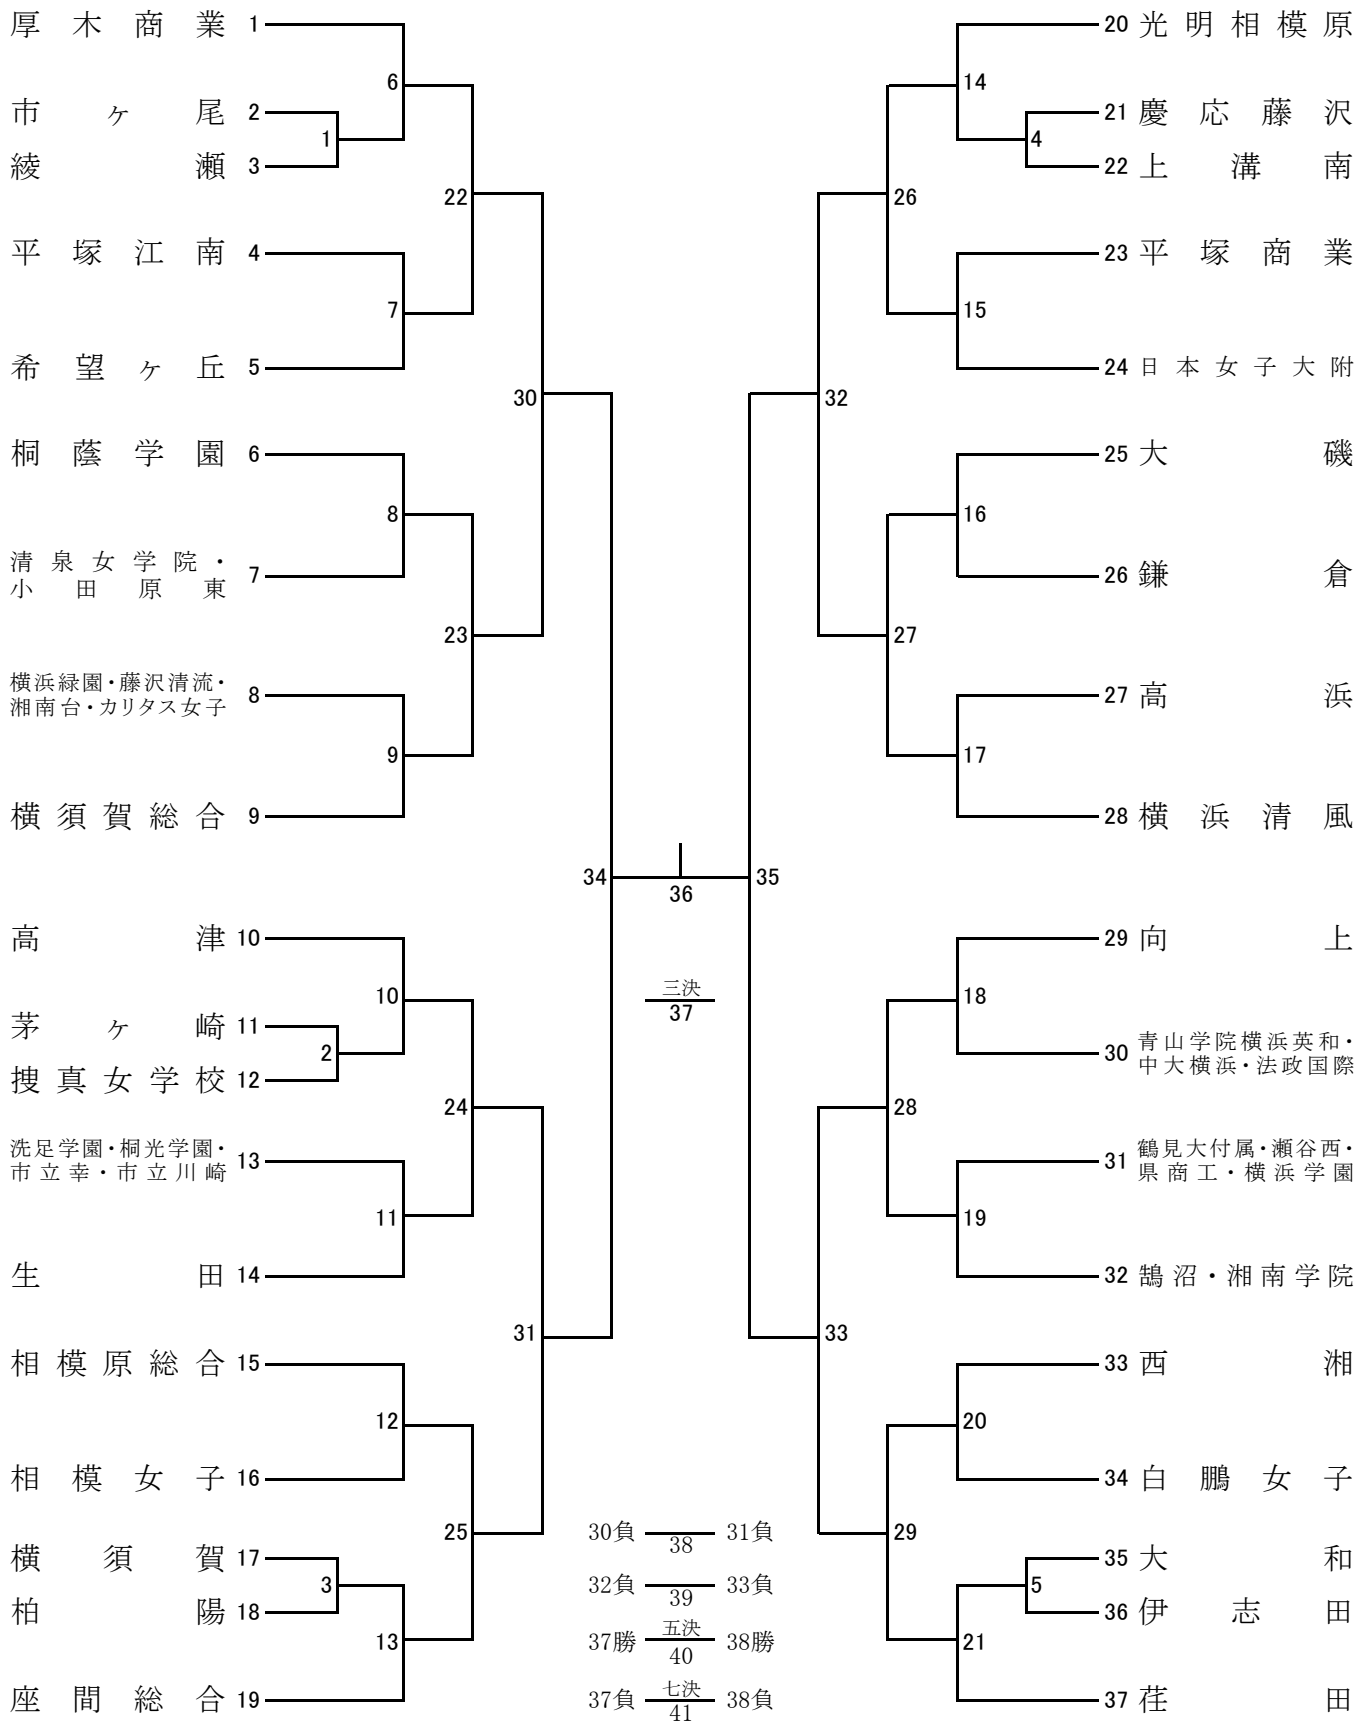 厚木商業 1
6
市ヶ尾 2
1
綾瀬 3
22
平塚江南 4
7
希望ヶ丘 5
30
桐蔭学園 6
8
清泉女学院・
小田原東 7
23
横浜緑園・藤沢清流・
湘南台・カリタス女子 8
9
横須賀総合 9
34
高津 10
10
茅ヶ崎 11
2
捜真女学校 12
24
洗足学園・桐光学園・
市立幸・市立川崎 13
11
生田 14
31
相模原総合 15
12
相模女子 16
25
横須賀 17
3
柏陽 18
13
座間総合 19
36
三決
37
30負 31負
38
32負 33負
39
37勝 五決 38勝
40
37負 七決 38負
41
20 光明相模原
14
21 慶応藤沢
4
22 上溝南
26
23 平塚商業
15
24 日本女子大附
32
25 大磯
16
26 鎌倉
27
27 高浜
17
28 横浜清風
35
29 向上
18
30 青山学院横浜英和・
中大横浜・法政国際
28
31 鶴見大付属・瀬谷西・
県商工・横浜学園
19
32 鵠沼・湘南学院
33
33 西湘
20
34 白鵬女子
29
35 大和
5
36 伊志田
21
37 荏田